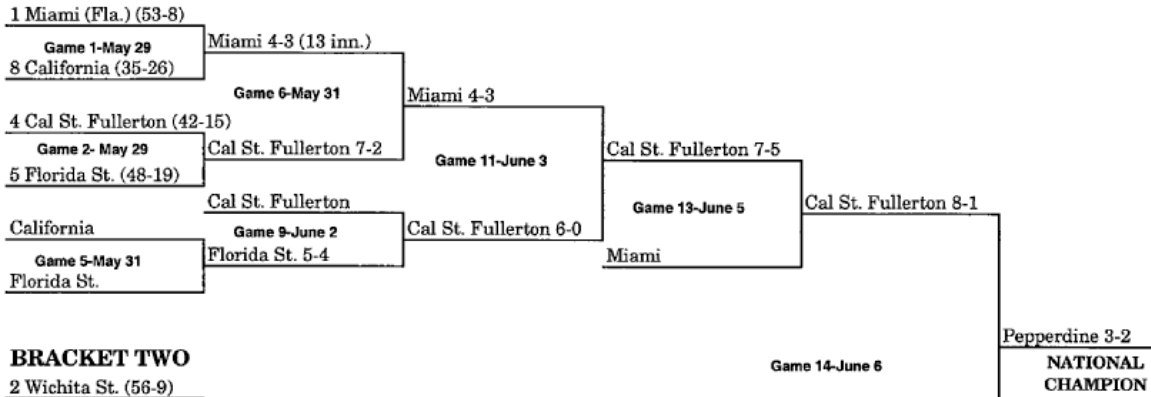 1 Miami (Fla.) (53-8)
Game 1-May 29
8 California (35-26)
Miami 4-3 (13 inn.)
Game 6-May 31
4 Cal St. Fullerton (42-15)
Game 2- May 29
5 Florida St. (48-19)
Cal St. Fullerton 7-2
Miami 4-3
Game 11-June 3
Cal St. Fullerton
Game 9-June 2
Florida St. 5-4
California
Game 5-May 31
Florida St.
Cal St. Fullerton 6-0
Cal St. Fullerton 7-5
Game 13-June 5
Miami
Cal St. Fullerton 8-1
BRACKET TWO
2 Wichita St. (56-9)
Game 14-June 6
Pepperdine 3-2
NATIONAL
CHAMPION